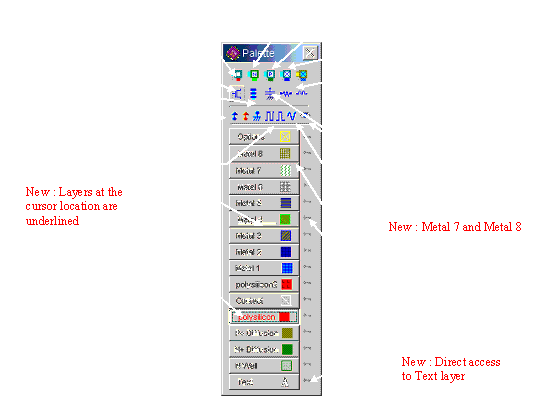 Palette
Options
Metal 8
Metal 7
Metal 6
Metal 5
Metal 4
Metal 3
Metal 2
Metal 1
polysilicon2
Contact
polysilicon
P+ Diffusion
N+ Diffusion
N Well
Text
New : Layers at the
cursor location are
underlined
New : Metal 7 and Metal 8
New : Direct access
to Text layer